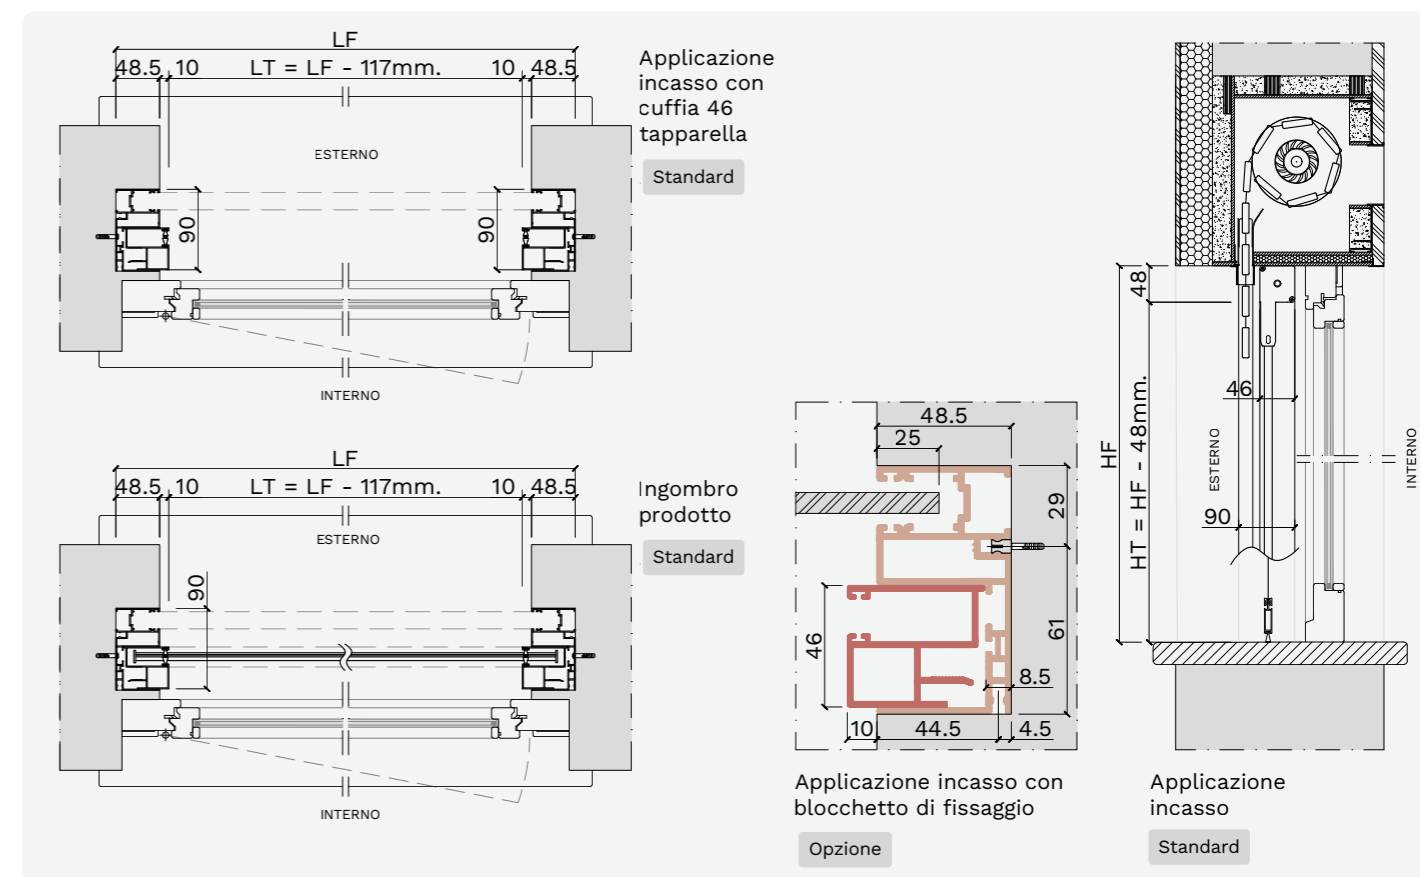 LF
48.5 10 LT = LF - 117mm. 10 48.5
ESTERNO
90
90
INTERNO
Applicazione
incasso con
cuffia 46
tapparella
Standard
LF
48.5 10 LT = LF - 117mm. 10 48.5
ESTERNO
90
INTERNO
Ingombro
prodotto
Standard
48.5
25
29
46
61
8.5
10 44.5 4.5
Applicazione incasso con
blocchetto di fissaggio
Opzione
48
46
HF
HT = HF - 48mm.
ESTERNO
INTERNO
90
Applicazione
incasso
Standard